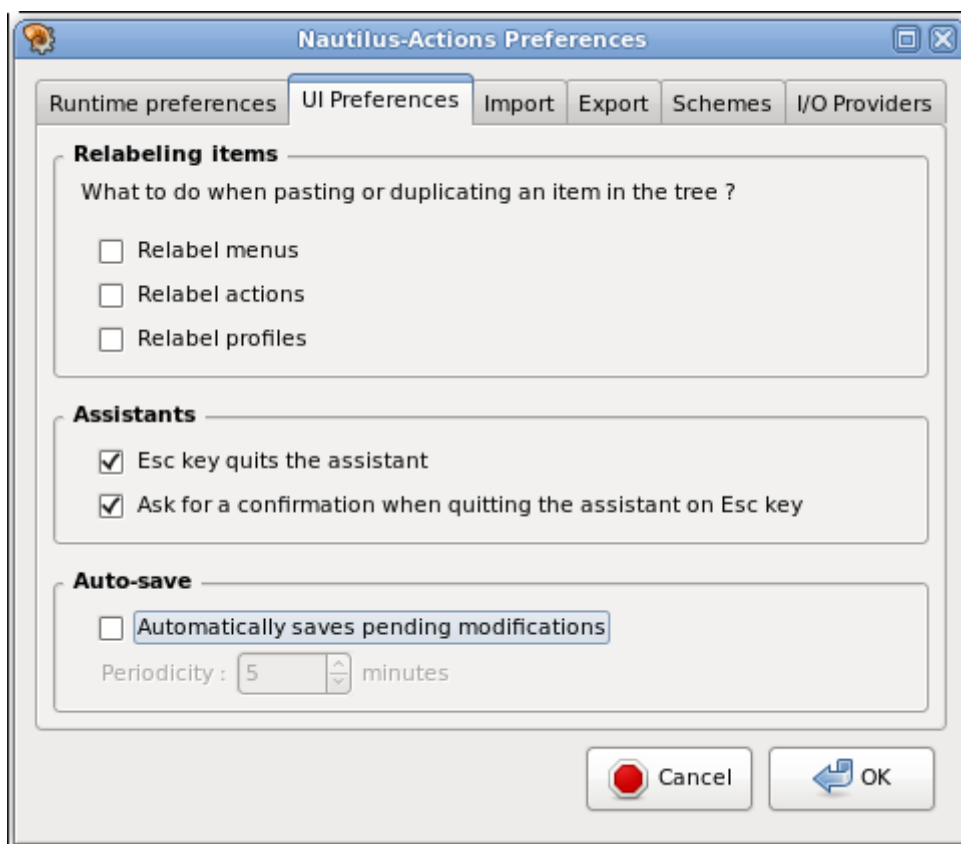 Nautilus-Actions Preferences
Runtime preferences UI Preferences Import Export Schemes I/O Providers
Relabeling items
What to do when pasting or duplicating an item in the tree ?
Relabel menus
Relabel actions
Relabel profiles
Assistants
Esc key quits the assistant
Ask for a confirmation when quitting the assistant on Esc key
Auto-save
Automatically saves pending modifications
Periodicity : 5 minutes
Cancel OK